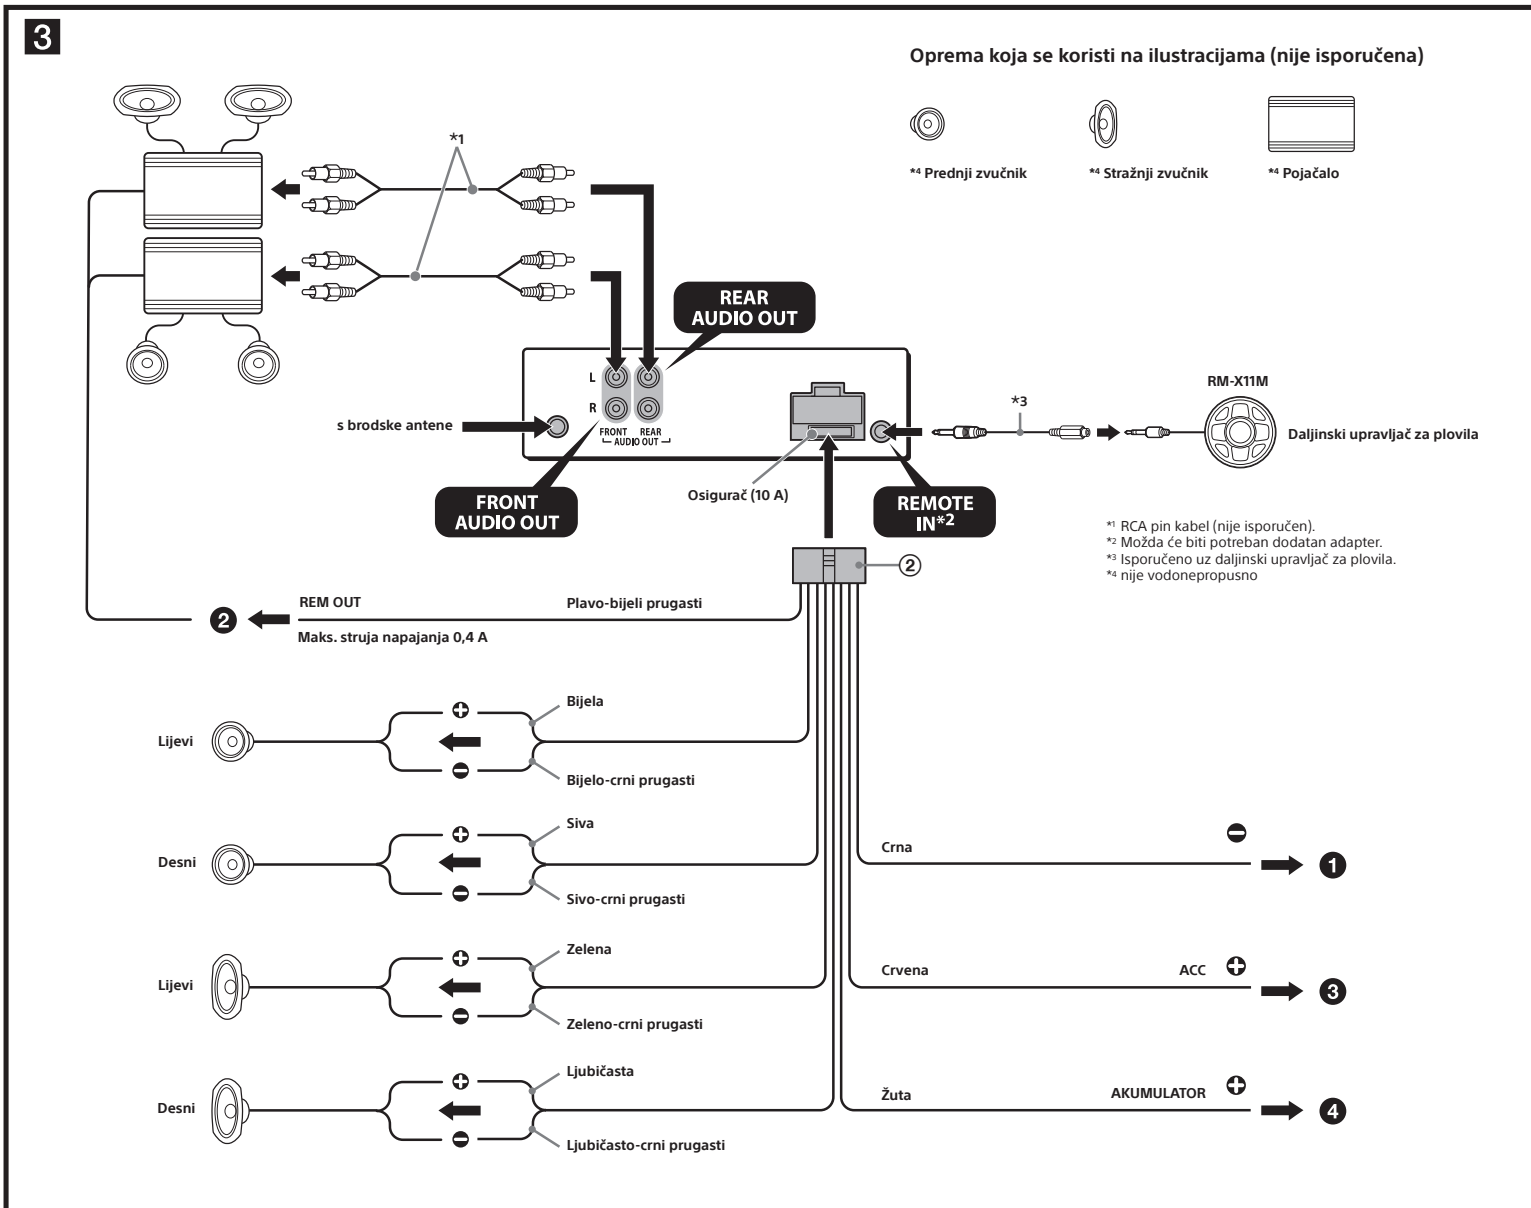 3
Oprema koja se koristi na ilustracijama (nije isporučena)
*4 Prednji zvučnik
*4 Stražnji zvučnik
*4 Pojačalo
*1
REAR
AUDIO OUT
L
R
FRONT REAR
AUDIO OUT
s brodske antene
FRONT
AUDIO OUT
Osigurač (10 A)
REMOTE
IN*2
*3
RM-X11M
Daljinski upravljač za plovila
*1 RCA pin kabel (nije isporučen).
*2 Možda će biti potreban dodatan adapter.
*3 Isporučeno uz daljinski upravljač za plovila.
*4 nije vodonepropusno
②
❷
REM OUT
Plavo-bijeli prugasti
Maks. struja napajanja 0,4 A
Lijevi
Bijela
Bijelo-crni prugasti
Desni
Siva
Sivo-crni prugasti
Crna
❶
Lijevi
Zelena
Zeleno-crni prugasti
Crvena
ACC
❸
Desni
Ljubičasta
Ljubičasto-crni prugasti
Žuta
AKUMULATOR
❹